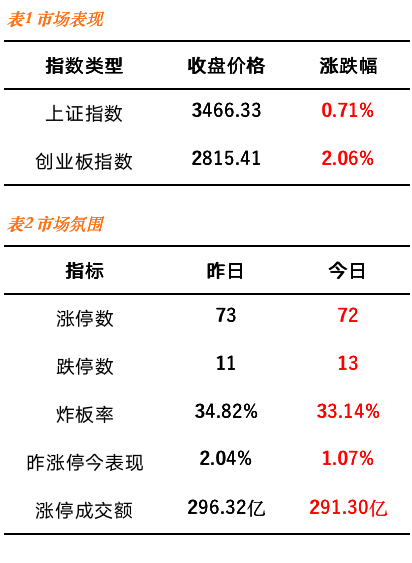 表1 市场表现
指数类型 收盘价格 涨跌幅
上证指数 3466.33 0.71%
创业板指数 2815.41 2.06%
表2 市场氛围
指标 昨日 今日
涨停数 73 72
跌停数 11 13
炸板率 34.82% 33.14%
昨涨停今表现 2.04% 1.07%
涨停成交额 296.32亿 291.30亿